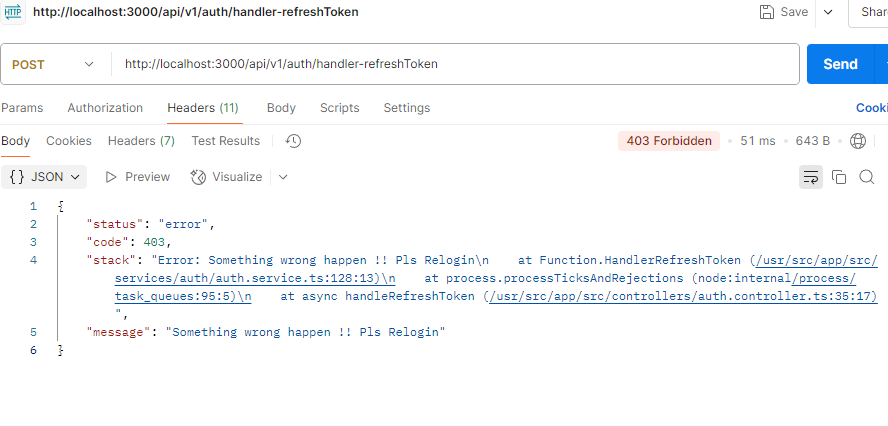 HTTP http://localhost:3000/api/v1/auth/handler-refreshToken Save Shar
POST http://localhost:3000/api/v1/auth/handler-refreshToken Send
Params Authorization Headers (11) Body Scripts Settings Cooki
Body Cookies Headers (7) Test Results 403 Forbidden • 51 ms • 643 B •
{} JSON Preview Visualize
1 {
2 "status": "error",
3 "code": 403,
4 "stack": "Error: Something wrong happen !! Pls Relogin\n    at Function.HandlerRefreshToken (/usr/src/app/src/
services/auth/auth.service.ts:128:13)\n    at process.processTicksAndRejections (node:internal/process/
task_queues:95:5)\n    at async handleRefreshToken (/usr/src/app/src/controllers/auth.controller.ts:35:17)
",
5 "message": "Something wrong happen !! Pls Relogin"
6 }